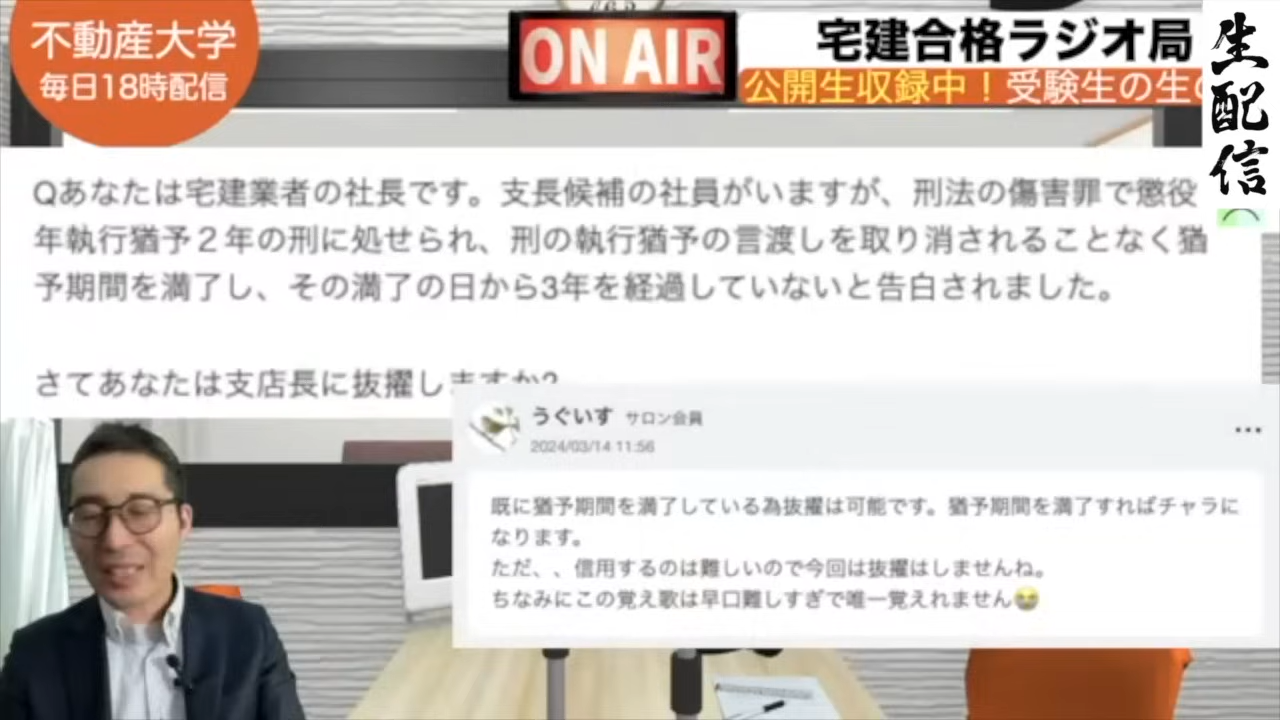 不動産大学
毎日18時配信
ON AIR
宅建合格ラジオ局
公開生収録中！受験生の生の
生配信
Qあなたは宅建業者の社長です。支長候補の社員がいますが、刑法の傷害罪で懲役
年執行猶予２年の刑に処せられ、刑の執行猶予の言渡しを取り消されることなく猶
予期間を満了し、その満了の日から3年を経過していないと告白されました。
さてあなたは支店長に抜擢しますか?
うぐいす サロン会員
2024/03/14 11:56
既に猶予期間を満了している為抜擢は可能です。猶予期間を満了すればチャラに
なります。
ただ、、信用するのは難しいので今回は抜擢はしませんね。
ちなみにこの覚え歌は早口難しすぎで唯一覚えれません😭